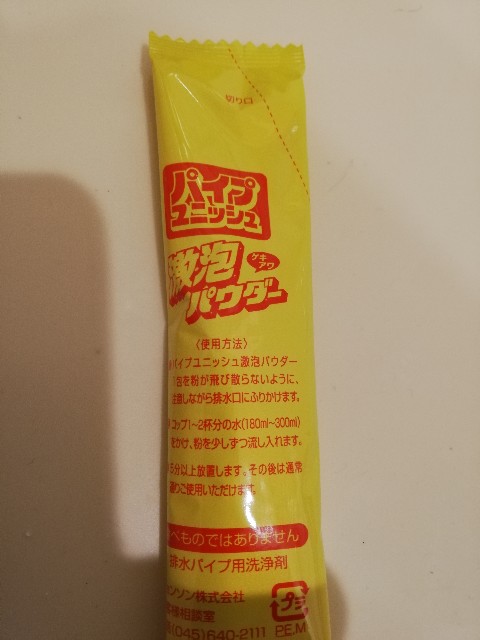 切り口
パイプ
ユニッシュ
激泡
ゲキ
アワ
パウダー
〈使用方法〉
パイプユニッシュ激泡パウダー
1包を粉が飛び散らないように、
注意しながら排水口にふりかけます。
コップ1〜2杯分の水(180ml〜300ml)
をかけ、粉を少しずつ流し入れます。
5分以上放置します。その後は通常
通りご使用いただけます。
べものではありません
排水パイプ用洗浄剤
ンソン株式会社
様相談室
(045)640-2111
プラ
PE,M